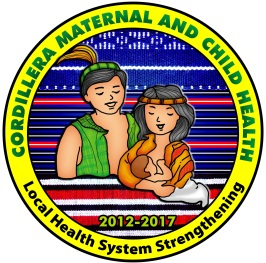 CORDILLERA MATERNAL AND CHILD HEALTH
2012-2017
Local Health System Strengthening